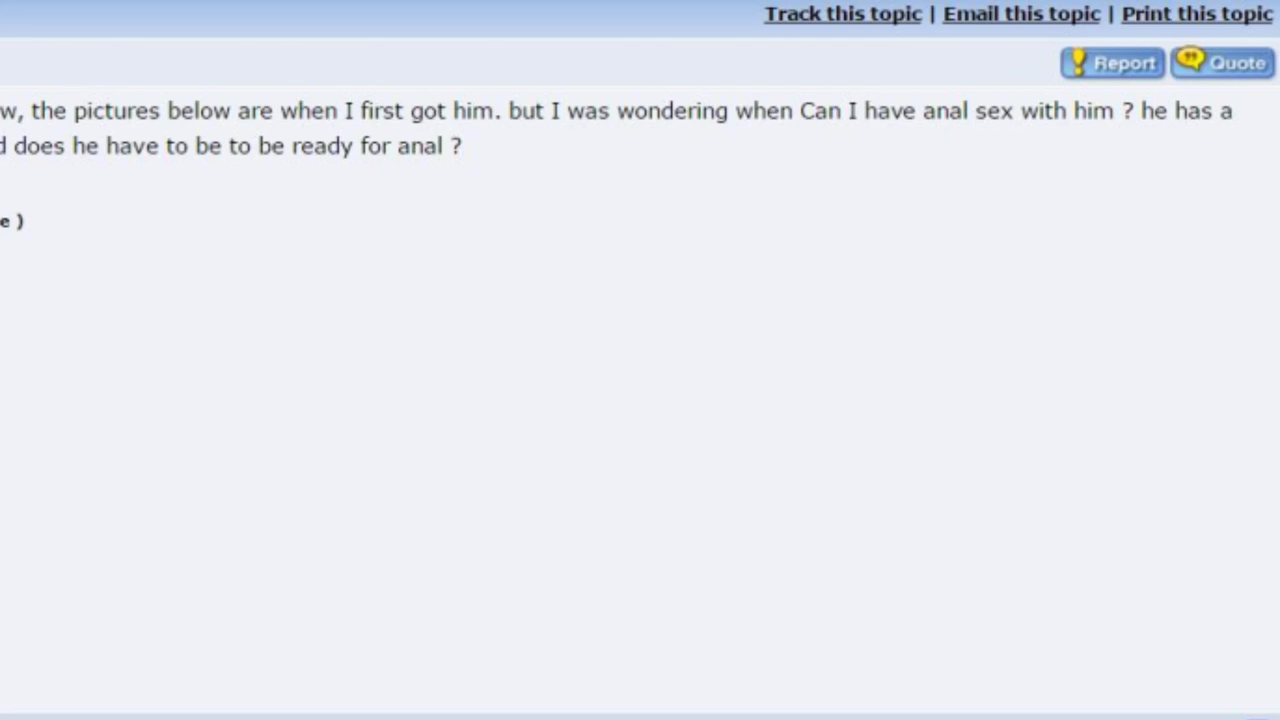 Track this topic | Email this topic | Print this topic
Report Quote
w, the pictures below are when I first got him. but I was wondering when Can I have anal sex with him ? he has a
does he have to be to be ready for anal ?
e )